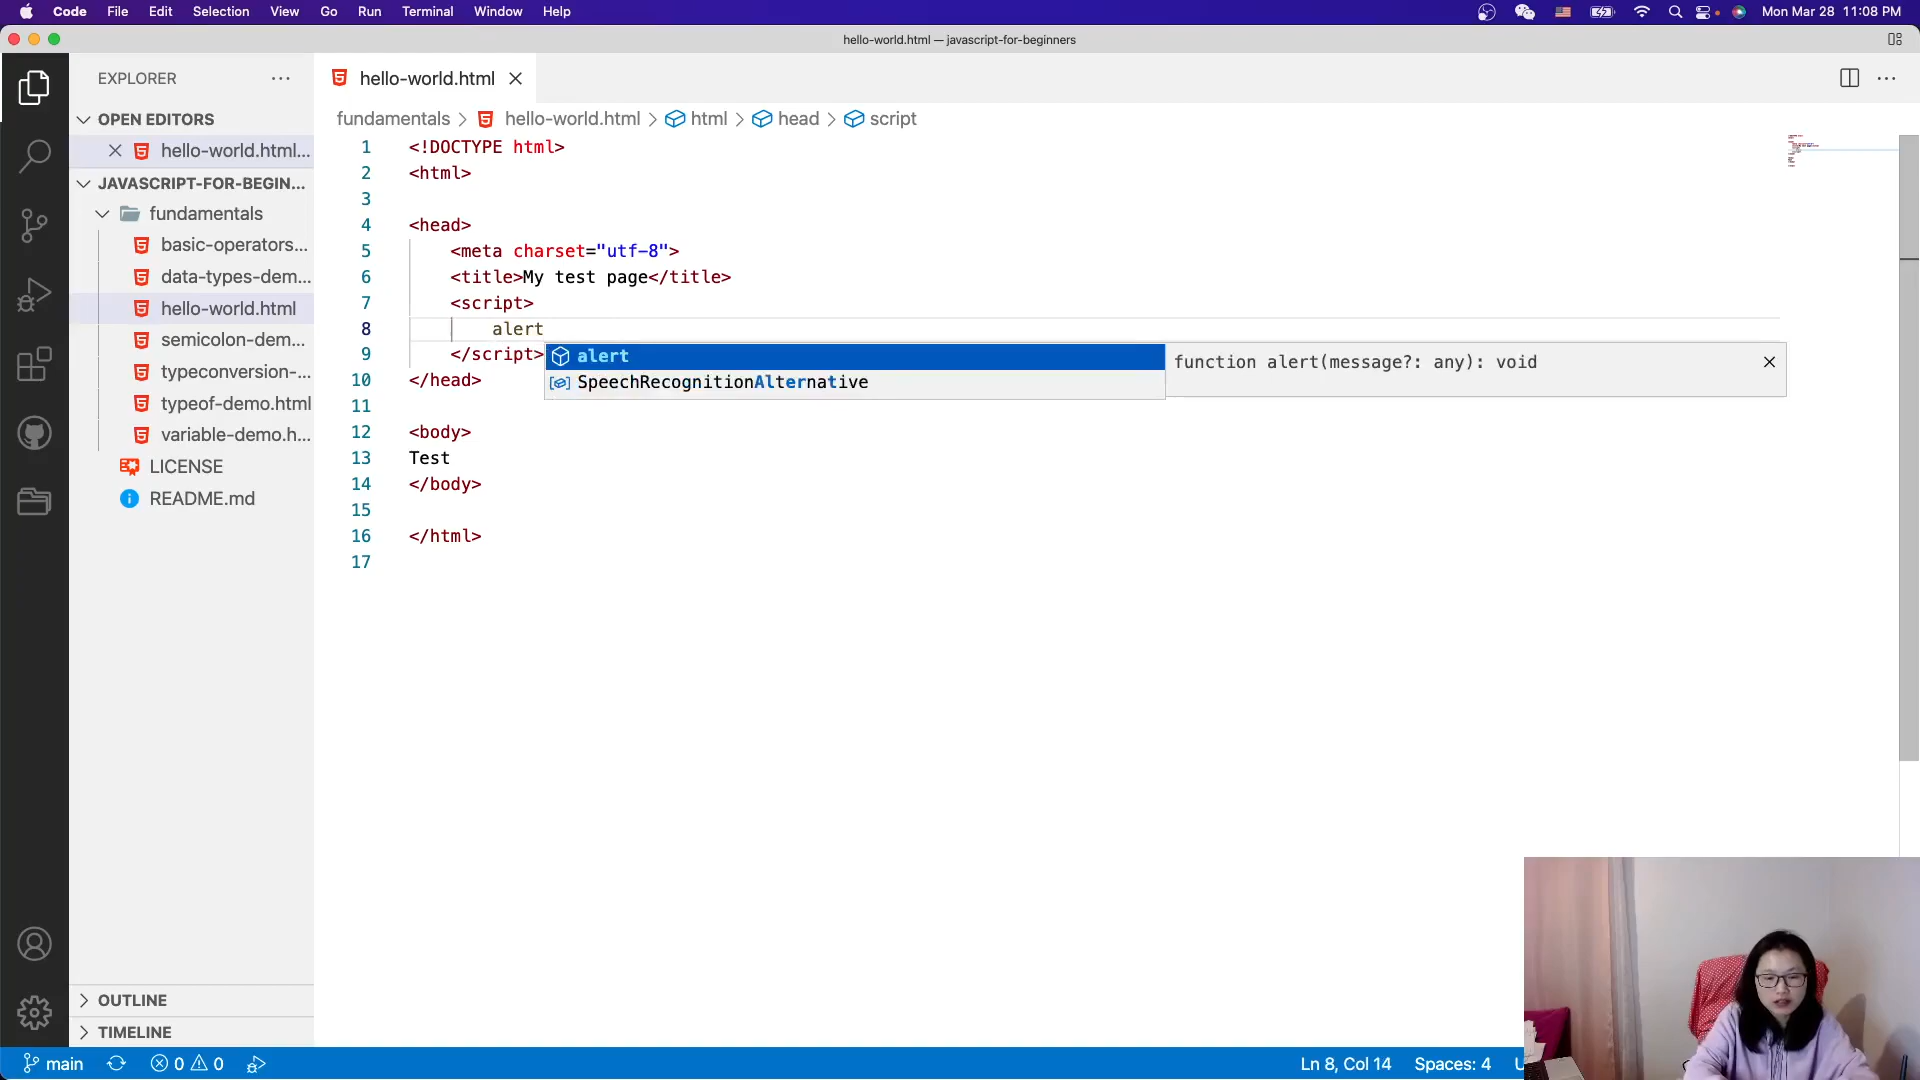 Code File Edit Selection View Go Run Terminal Window Help
Mon Mar 28 11:08 PM
hello-world.html — javascript-for-beginners
EXPLORER
OPEN EDITORS
hello-world.html...
JAVASCRIPT-FOR-BEGIN...
fundamentals
basic-operators...
data-types-dem...
hello-world.html
semicolon-dem...
typeconversion-...
typeof-demo.html
variable-demo.h...
LICENSE
README.md
OUTLINE
TIMELINE
hello-world.html
fundamentals > hello-world.html > html > head > script
1 <!DOCTYPE html>
2 <html>
3
4 <head>
5 <meta charset="utf-8">
6 <title>My test page</title>
7 <script>
8 alert
9 </script>
10 </head>
11
12 <body>
13 Test
14 </body>
15
16 </html>
17
alert
SpeechRecognitionAlternative
function alert(message?: any): void
main 0 0
Ln 8, Col 14 Spaces: 4